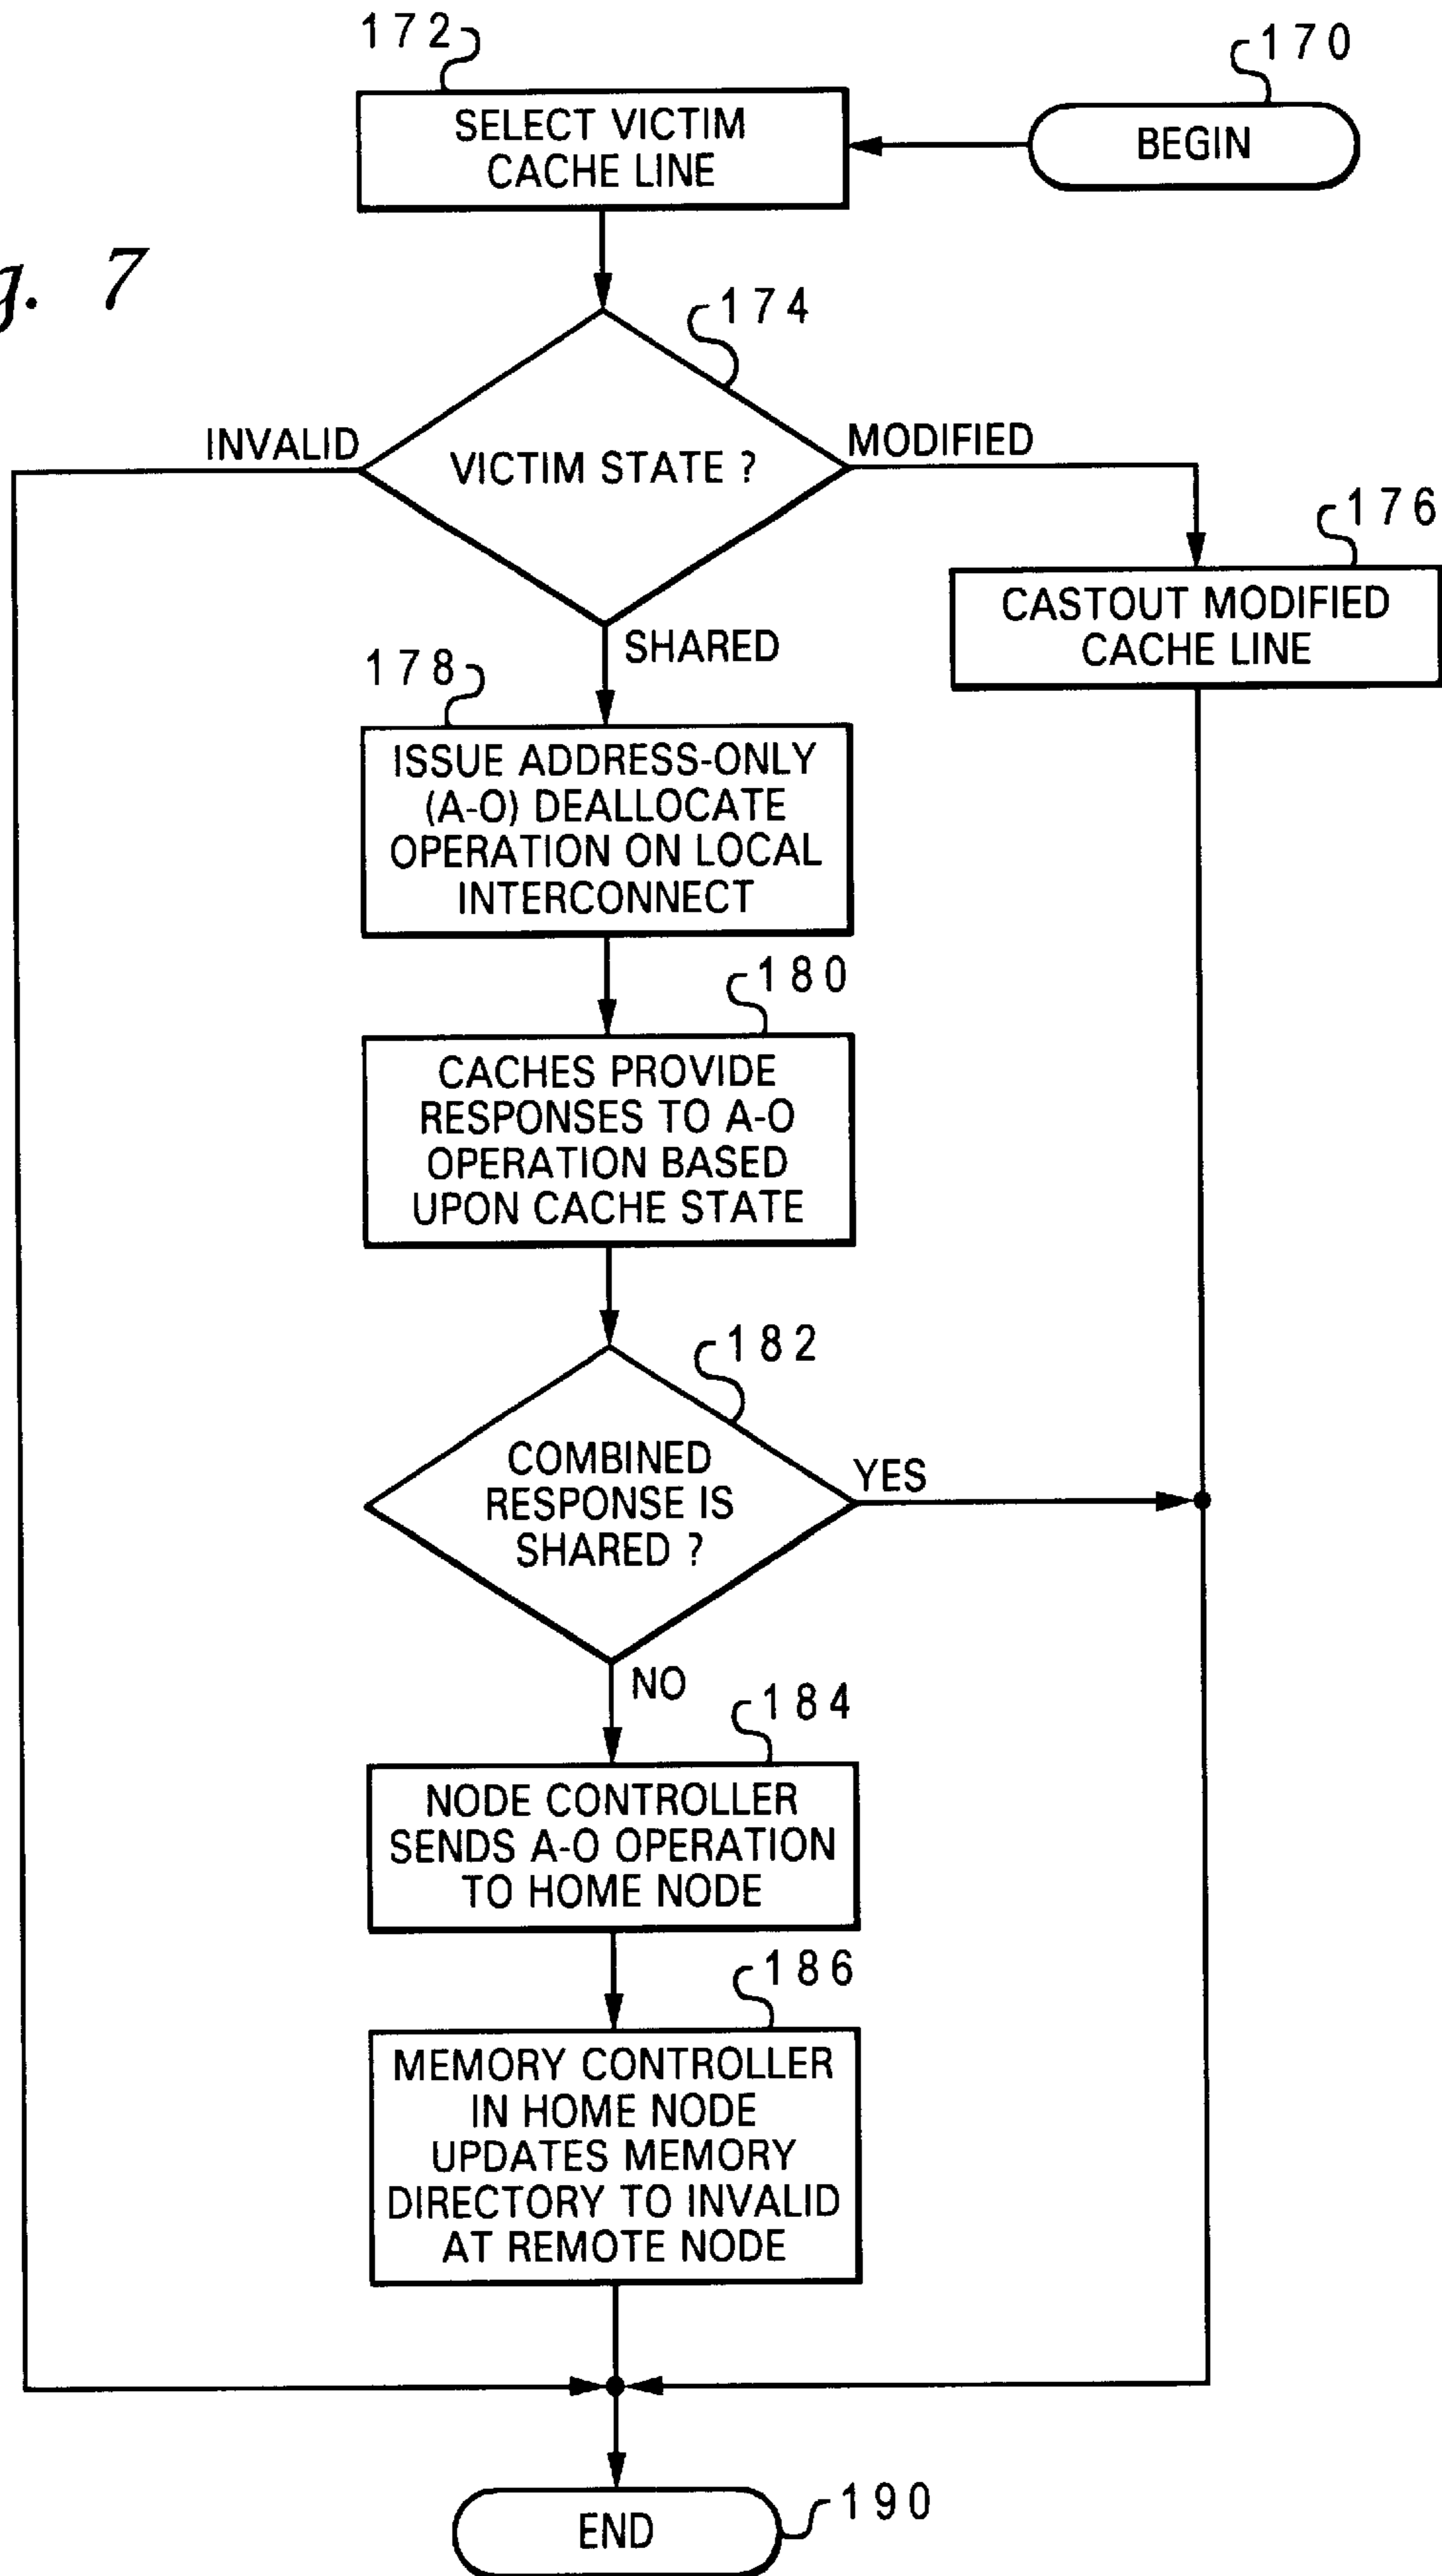 172
170
SELECT VICTIM
CACHE LINE
BEGIN
g. 7
174
INVALID
VICTIM STATE ?
MODIFIED
176
CASTOUT MODIFIED
CACHE LINE
SHARED
178
ISSUE ADDRESS-ONLY
(A-O) DEALLOCATE
OPERATION ON LOCAL
INTERCONNECT
180
CACHES PROVIDE
RESPONSES TO A-O
OPERATION BASED
UPON CACHE STATE
182
COMBINED
RESPONSE IS
SHARED ?
YES
NO
184
NODE CONTROLLER
SENDS A-O OPERATION
TO HOME NODE
186
MEMORY CONTROLLER
IN HOME NODE
UPDATES MEMORY
DIRECTORY TO INVALID
AT REMOTE NODE
END
190